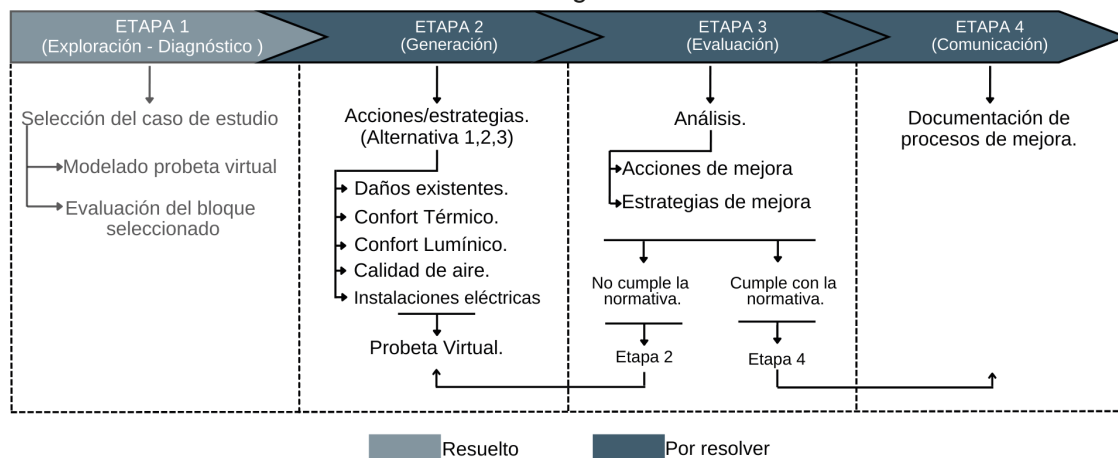 ETAPA 1
(Exploración - Diagnóstico )
Selección del caso de estudio
Modelado probeta virtual
Evaluación del bloque
seleccionado
ETAPA 2
(Generación)
Acciones/estrategias.
(Alternativa 1,2,3)
Daños existentes.
Confort Térmico.
Confort Lumínico.
Calidad de aire.
Instalaciones eléctricas
Probeta Virtual.
ETAPA 3
(Evaluación)
Análisis.
Acciones de mejora
Estrategias de mejora
No cumple la
normativa.
Etapa 2
Cumple con la
normativa.
Etapa 4
ETAPA 4
(Comunicación)
Documentación de
procesos de mejora.
Resuelto
Por resolver